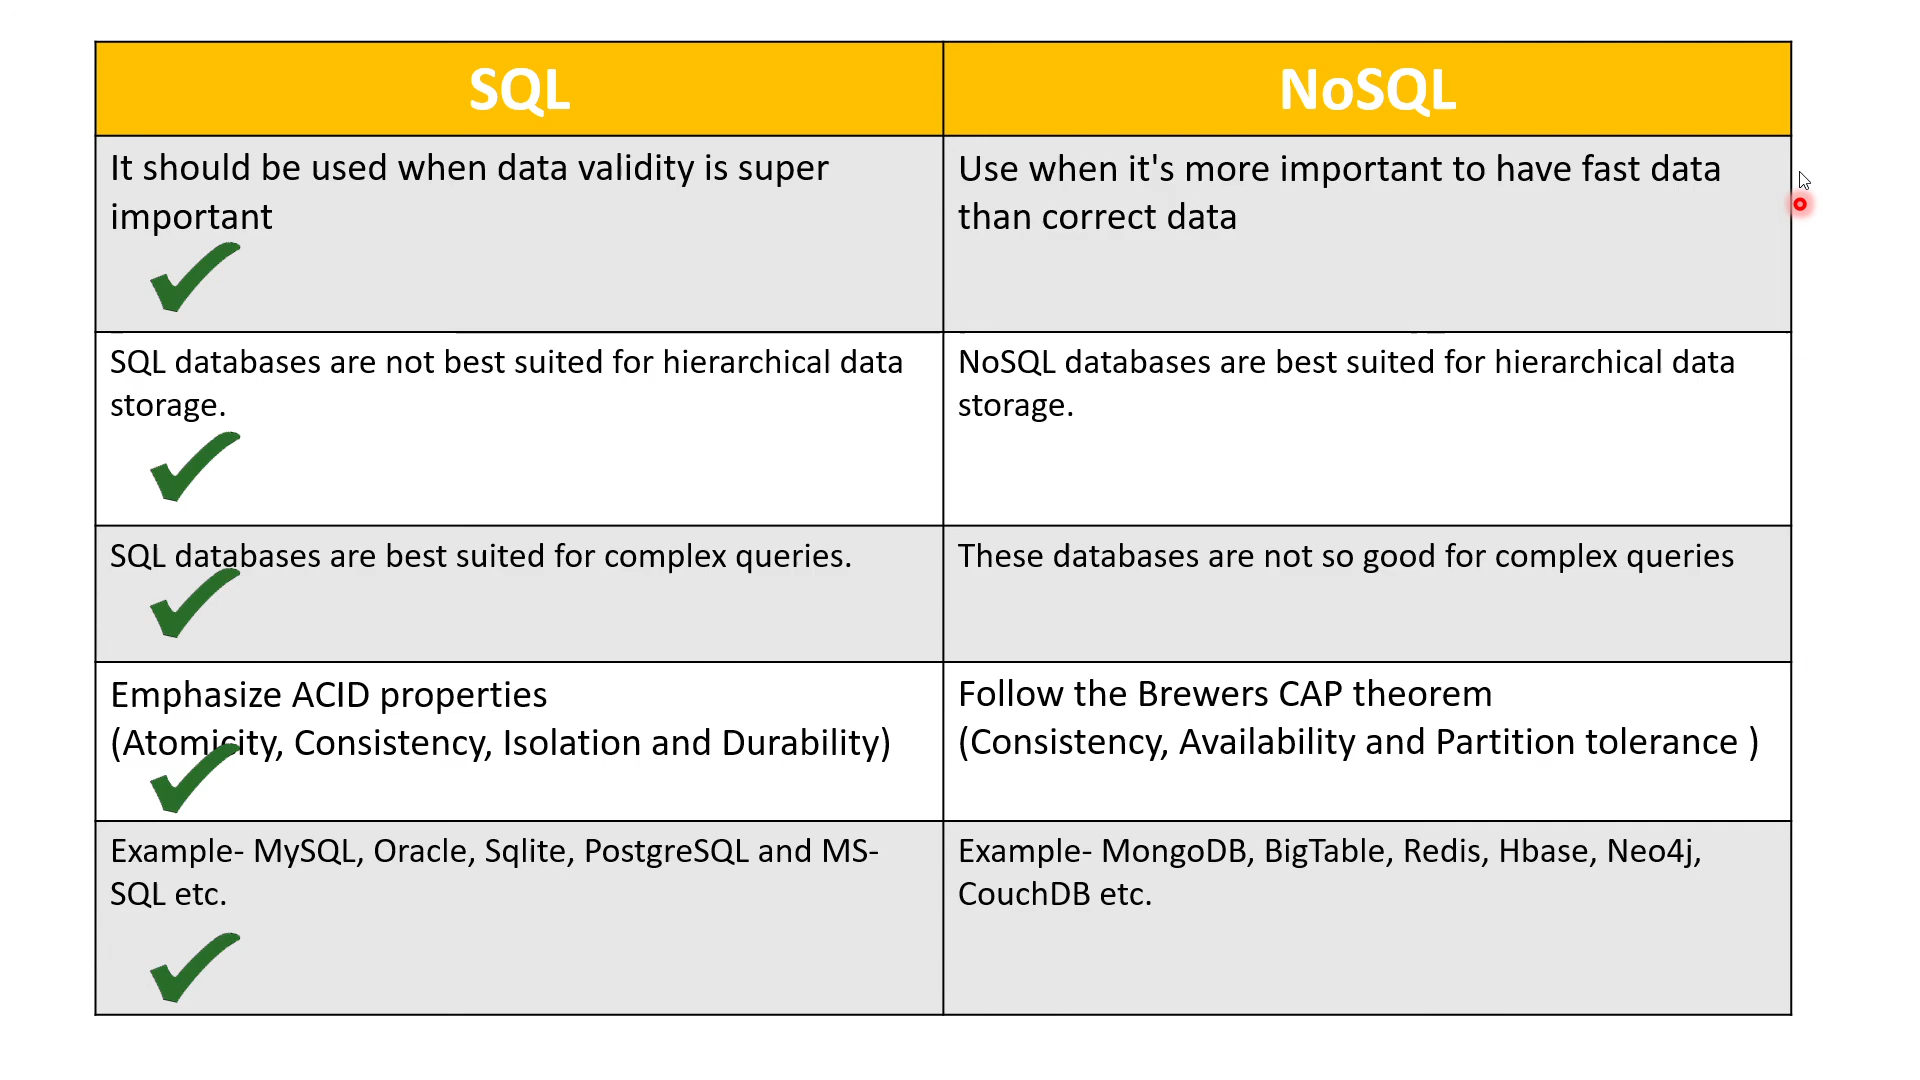 SQL
NoSQL
It should be used when data validity is super
important
Use when it's more important to have fast data
than correct data
SQL databases are not best suited for hierarchical data
storage.
NoSQL databases are best suited for hierarchical data
storage.
SQL databases are best suited for complex queries.
These databases are not so good for complex queries
Emphasize ACID properties
(Atomicity, Consistency, Isolation and Durability)
Follow the Brewers CAP theorem
(Consistency, Availability and Partition tolerance )
Example- MySQL, Oracle, Sqlite, PostgreSQL and MS-
SQL etc.
Example- MongoDB, BigTable, Redis, Hbase, Neo4j,
CouchDB etc.